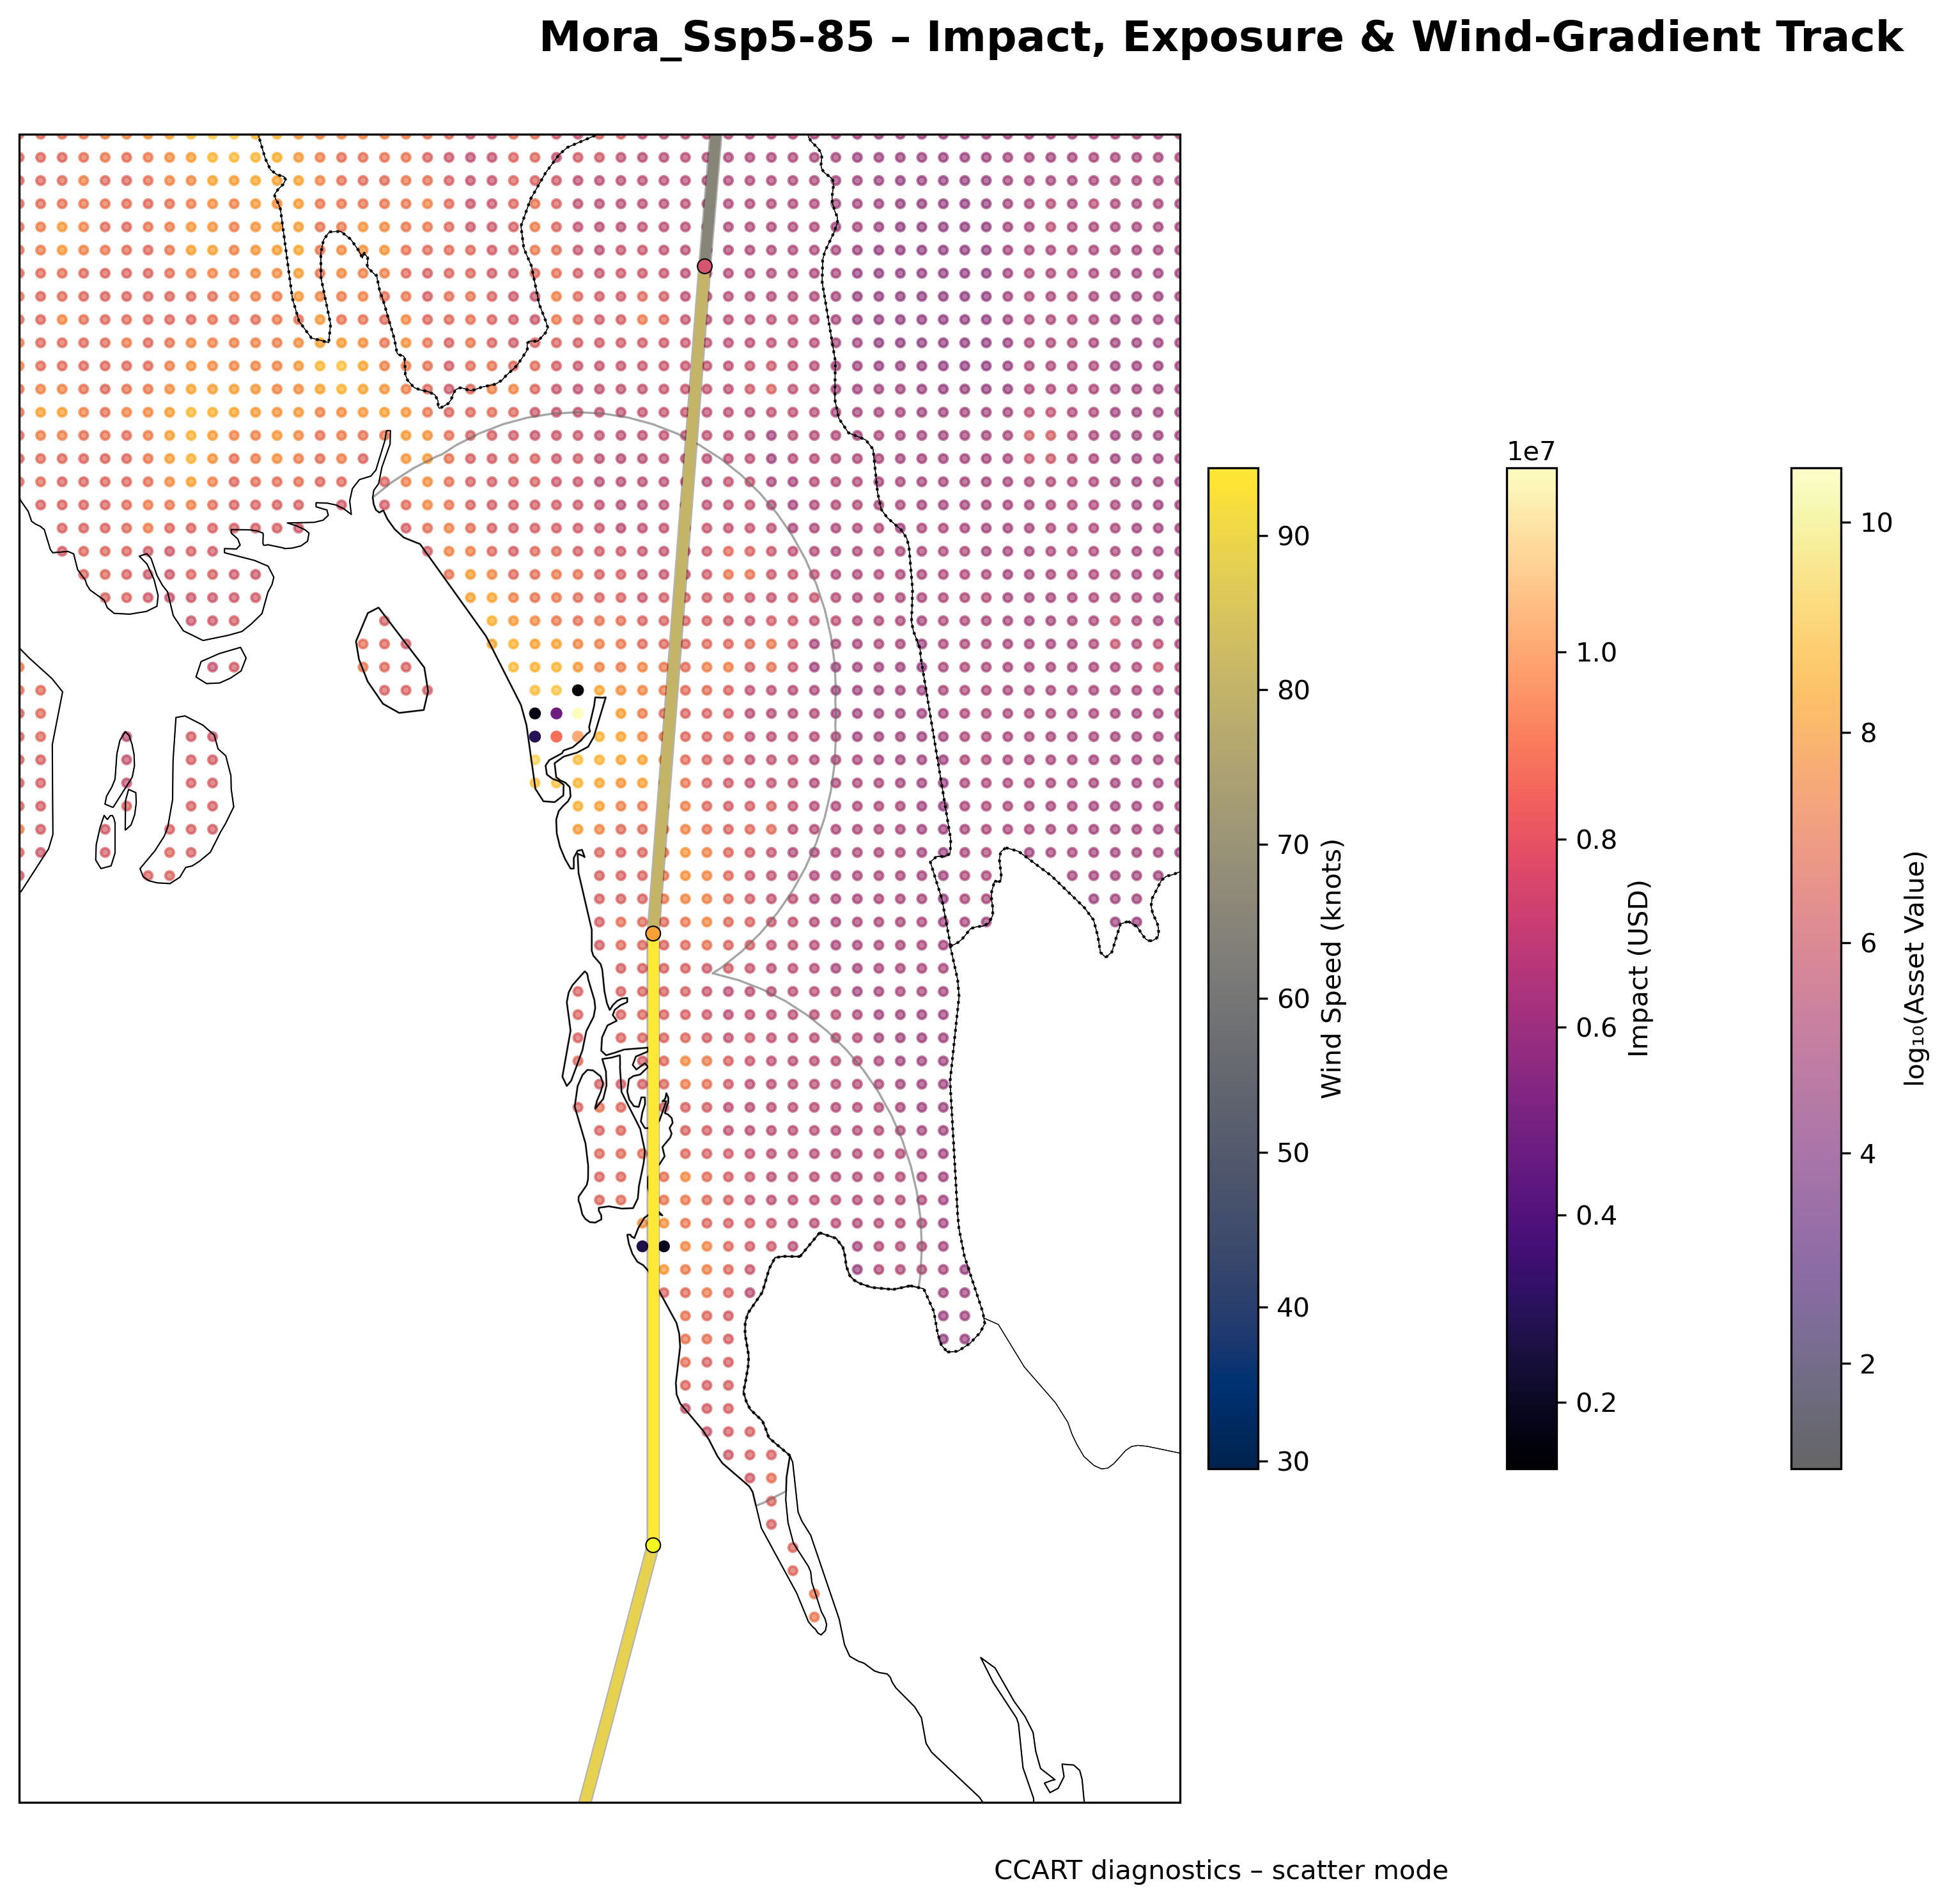 Mora_Ssp5-85 – Impact, Exposure & Wind-Gradient Track
90
80
70
60
50
40
30
Wind Speed (knots)
1e7
1.0
0.8
0.6
0.4
0.2
Impact (USD)
10
8
6
4
2
log₁₀(Asset Value)
CCART diagnostics – scatter mode